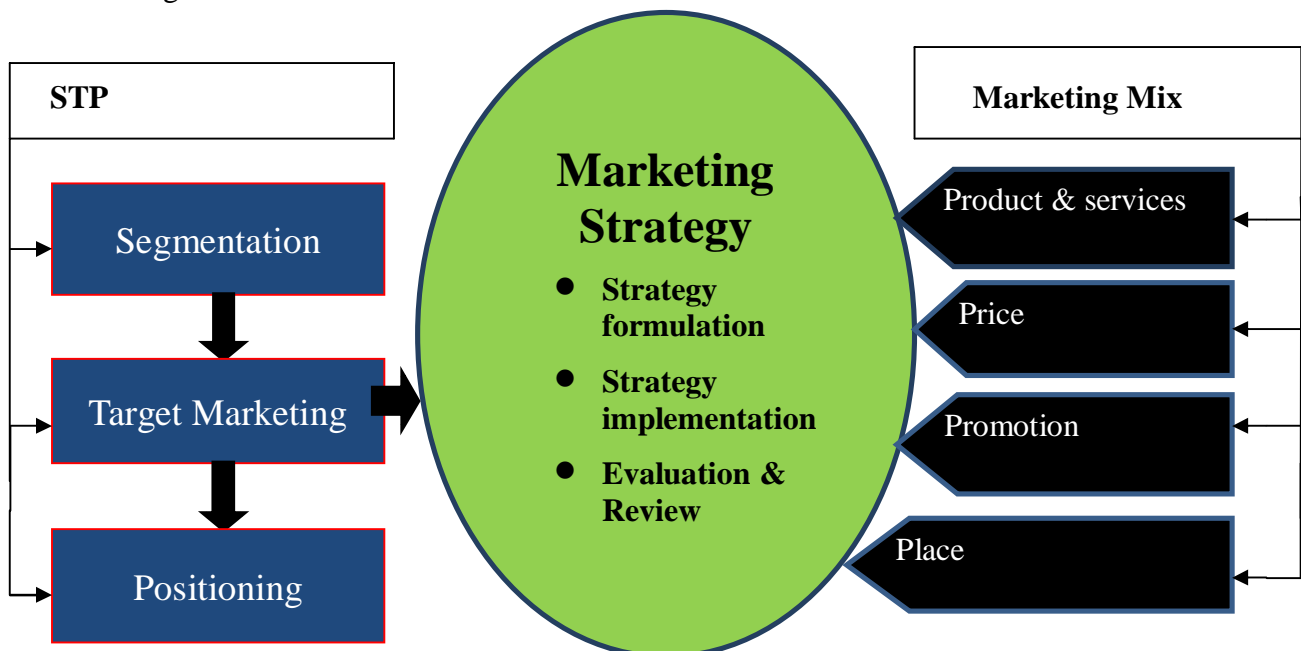 STP
Segmentation
Target Marketing
Positioning
Marketing
Strategy
● Strategy
formulation
● Strategy
implementation
● Evaluation &
Review
Marketing Mix
Product & services
Price
Promotion
Place